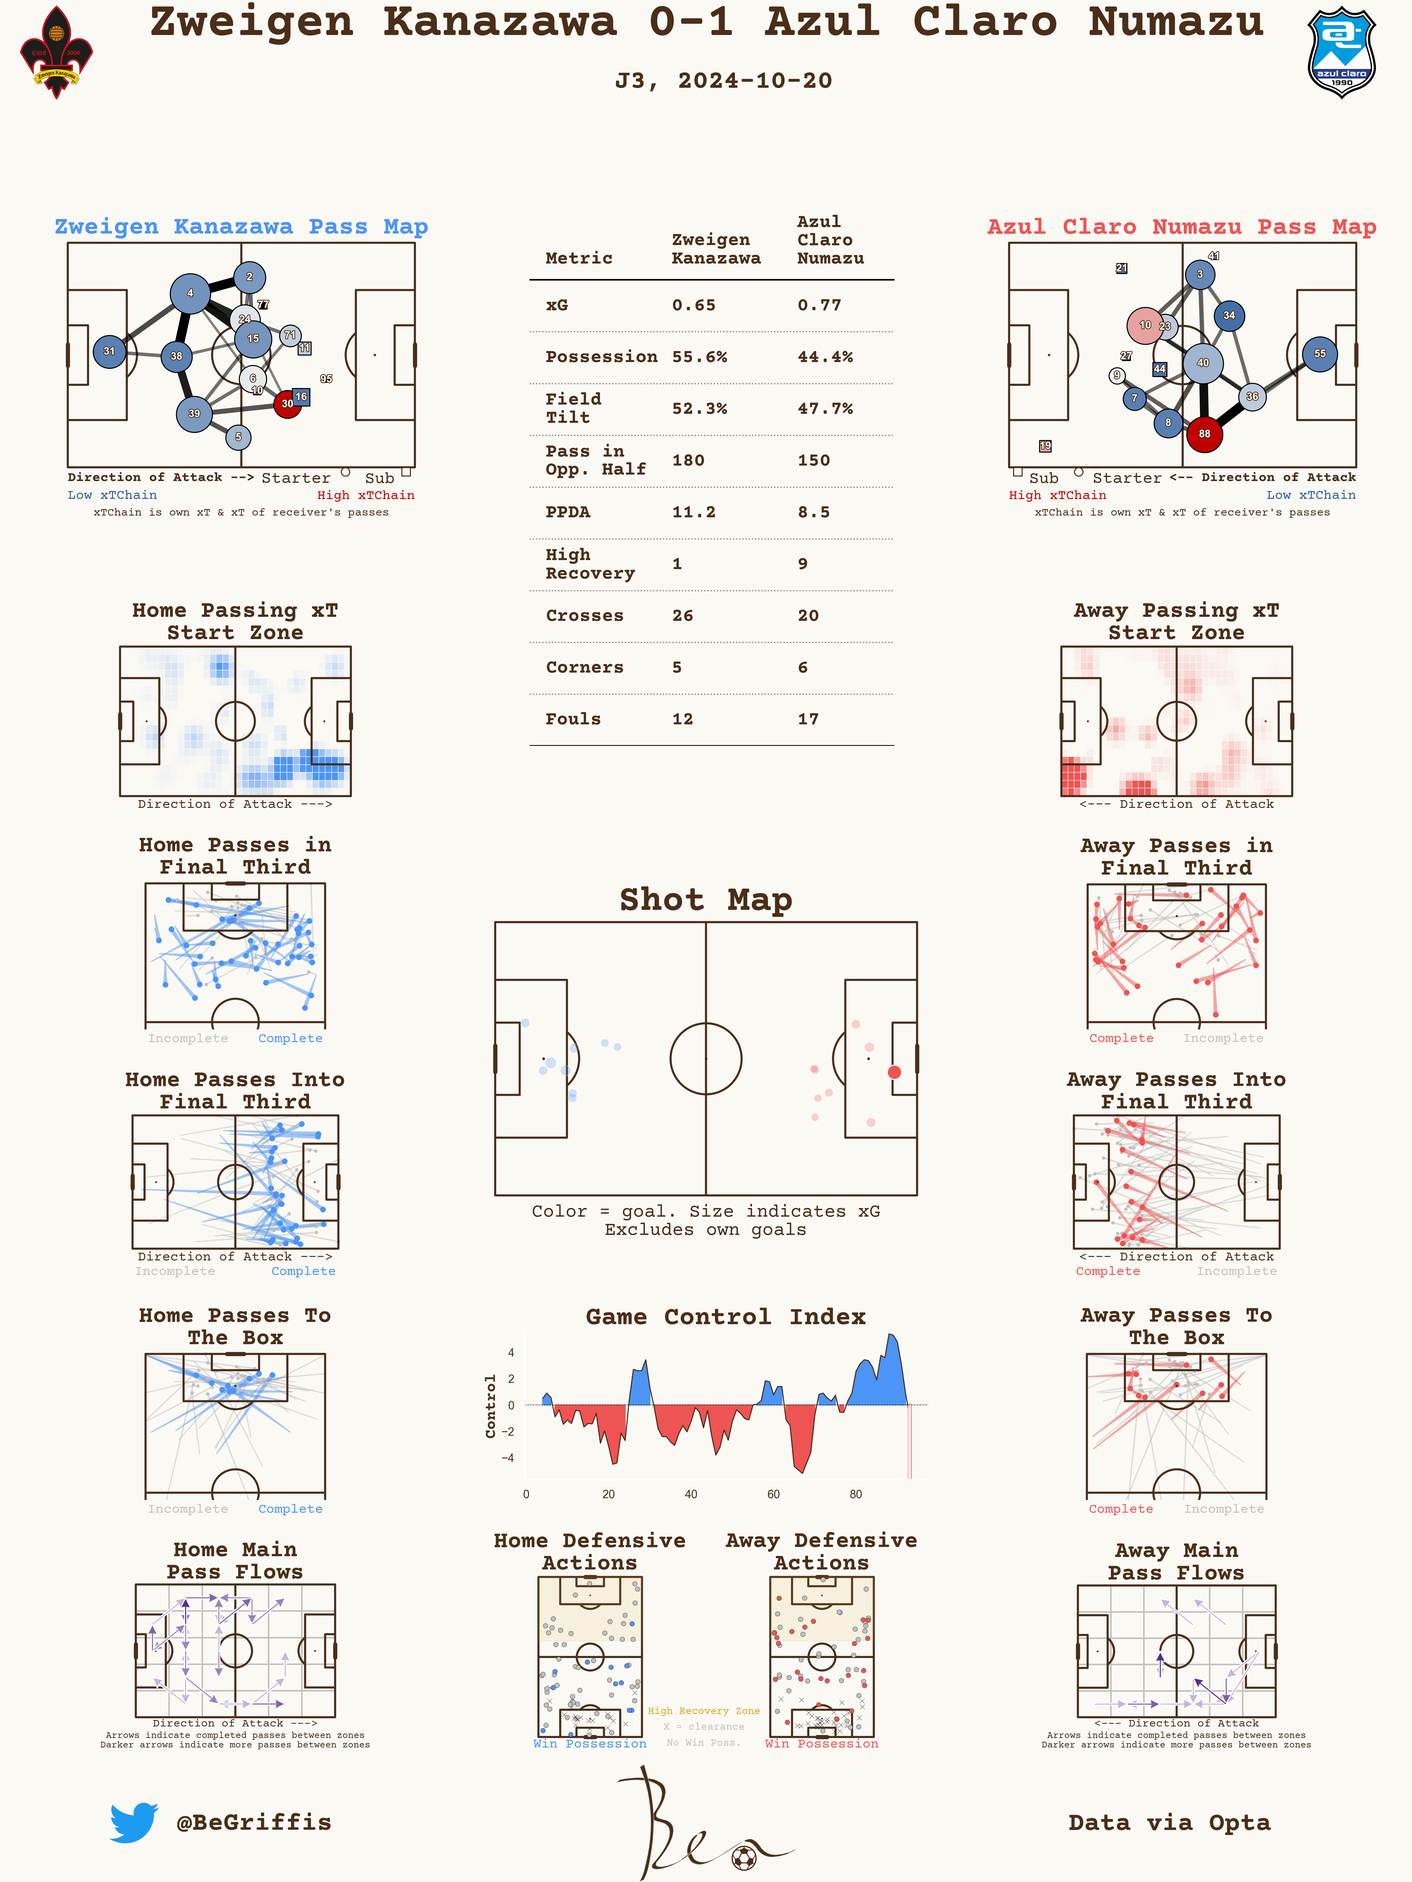 Zweigen Kanazawa 0-1 Azul Claro Numazu
J3, 2024-10-20
Estd 2006
Zweigen Kanazawa
azul claro
1990
Zweigen Kanazawa Pass Map
2
4
77
24
15
71
11
31
38
6
10
95
16
30
39
5
Direction of Attack --> Starter Sub
Low xTChain High xTChain
xTChain is own xT & xT of receiver's passes
Metric Zweigen Kanazawa Azul Claro Numazu
xG 0.65 0.77
Possession 55.6% 44.4%
Field Tilt 52.3% 47.7%
Pass in Opp. Half 180 150
PPDA 11.2 8.5
High Recovery 1 9
Crosses 26 20
Corners 5 6
Fouls 12 17
Azul Claro Numazu Pass Map
41
21
3
10
23
34
27
44
40
55
9
7
36
8
88
19
Sub Starter <-- Direction of Attack
High xTChain Low xTChain
xTChain is own xT & xT of receiver's passes
Home Passing xT
Start Zone
Direction of Attack --->
Away Passing xT
Start Zone
<--- Direction of Attack
Home Passes in
Final Third
Incomplete Complete
Away Passes in
Final Third
Complete Incomplete
Shot Map
Color = goal. Size indicates xG
Excludes own goals
Home Passes Into
Final Third
Direction of Attack --->
Incomplete Complete
Away Passes Into
Final Third
<--- Direction of Attack
Complete Incomplete
Home Passes To
The Box
Incomplete Complete
Game Control Index
Control
4
2
0
−2
−4
0 20 40 60 80
Away Passes To
The Box
Complete Incomplete
Home Main
Pass Flows
Direction of Attack --->
Arrows indicate completed passes between zones
Darker arrows indicate more passes between zones
Home Defensive
Actions
Win Possession
Away Defensive
Actions
Win Possession
High Recovery Zone
X = clearance
No Win Poss.
Away Main
Pass Flows
<--- Direction of Attack
Arrows indicate completed passes between zones
Darker arrows indicate more passes between zones
@BeGriffis
Ben
Data via Opta